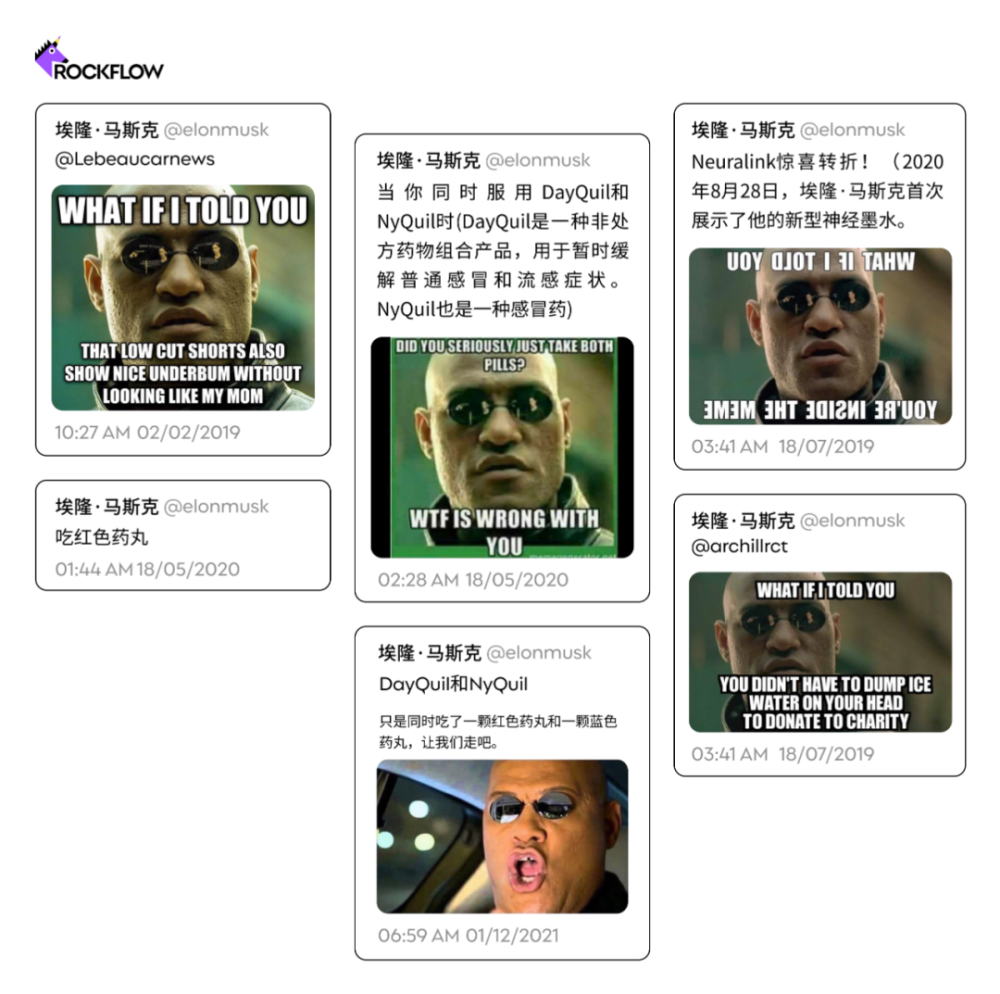 ROCKFLOW
埃隆·马斯克 @elonmusk
@Lebeaucarnews
WHAT IF I TOLD YOU
THAT LOW CUT SHORTS ALSO
SHOW NICE UNDERBUM WITHOUT
LOOKING LIKE MY MOM
10:27 AM 02/02/2019
埃隆·马斯克 @elonmusk
吃红色药丸
01:44 AM 18/05/2020
埃隆·马斯克 @elonmusk
当你同时服用DayQuil和
NyQuil时(DayQuil是一种非处
方药物组合产品，用于暂时缓
解普通感冒和流感症状。
NyQuil也是一种感冒药)
DID YOU SERIOUSLY JUST TAKE BOTH
PILLS?
WTF IS WRONG WITH
YOU
memegenerator.net
02:28 AM 18/05/2020
埃隆·马斯克 @elonmusk
DayQuil和NyQuil
只是同时吃了一颗红色药丸和一颗蓝色
药丸，让我们走吧。
06:59 AM 01/12/2021
埃隆·马斯克 @elonmusk
Neuralink惊喜转折！（2020
年8月28日，埃隆·马斯克首次
展示了他的新型神经墨水。
WHAT IF I TOLD YOU
YOU'RE INSIDE THE MEME
03:41 AM 18/07/2019
埃隆·马斯克 @elonmusk
@archillrct
WHAT IF I TOLD YOU
YOU DIDN'T HAVE TO DUMP ICE
WATER ON YOUR HEAD
TO DONATE TO CHARITY
03:41 AM 18/07/2019